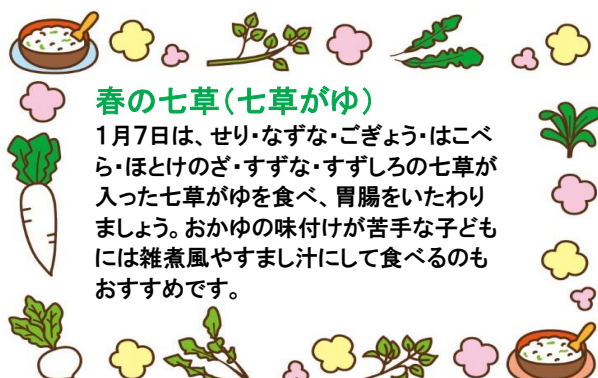 春の七草(七草がゆ)
1月7日は、せり・なずな・ごぎょう・はこべ
ら・ほとけのざ・すずな・すずしろの七草が
入った七草がゆを食べ、胃腸をいたわり
ましょう。おかゆの味付けが苦手な子ども
には雑煮風やすまし汁にして食べるのも
おすすめです。